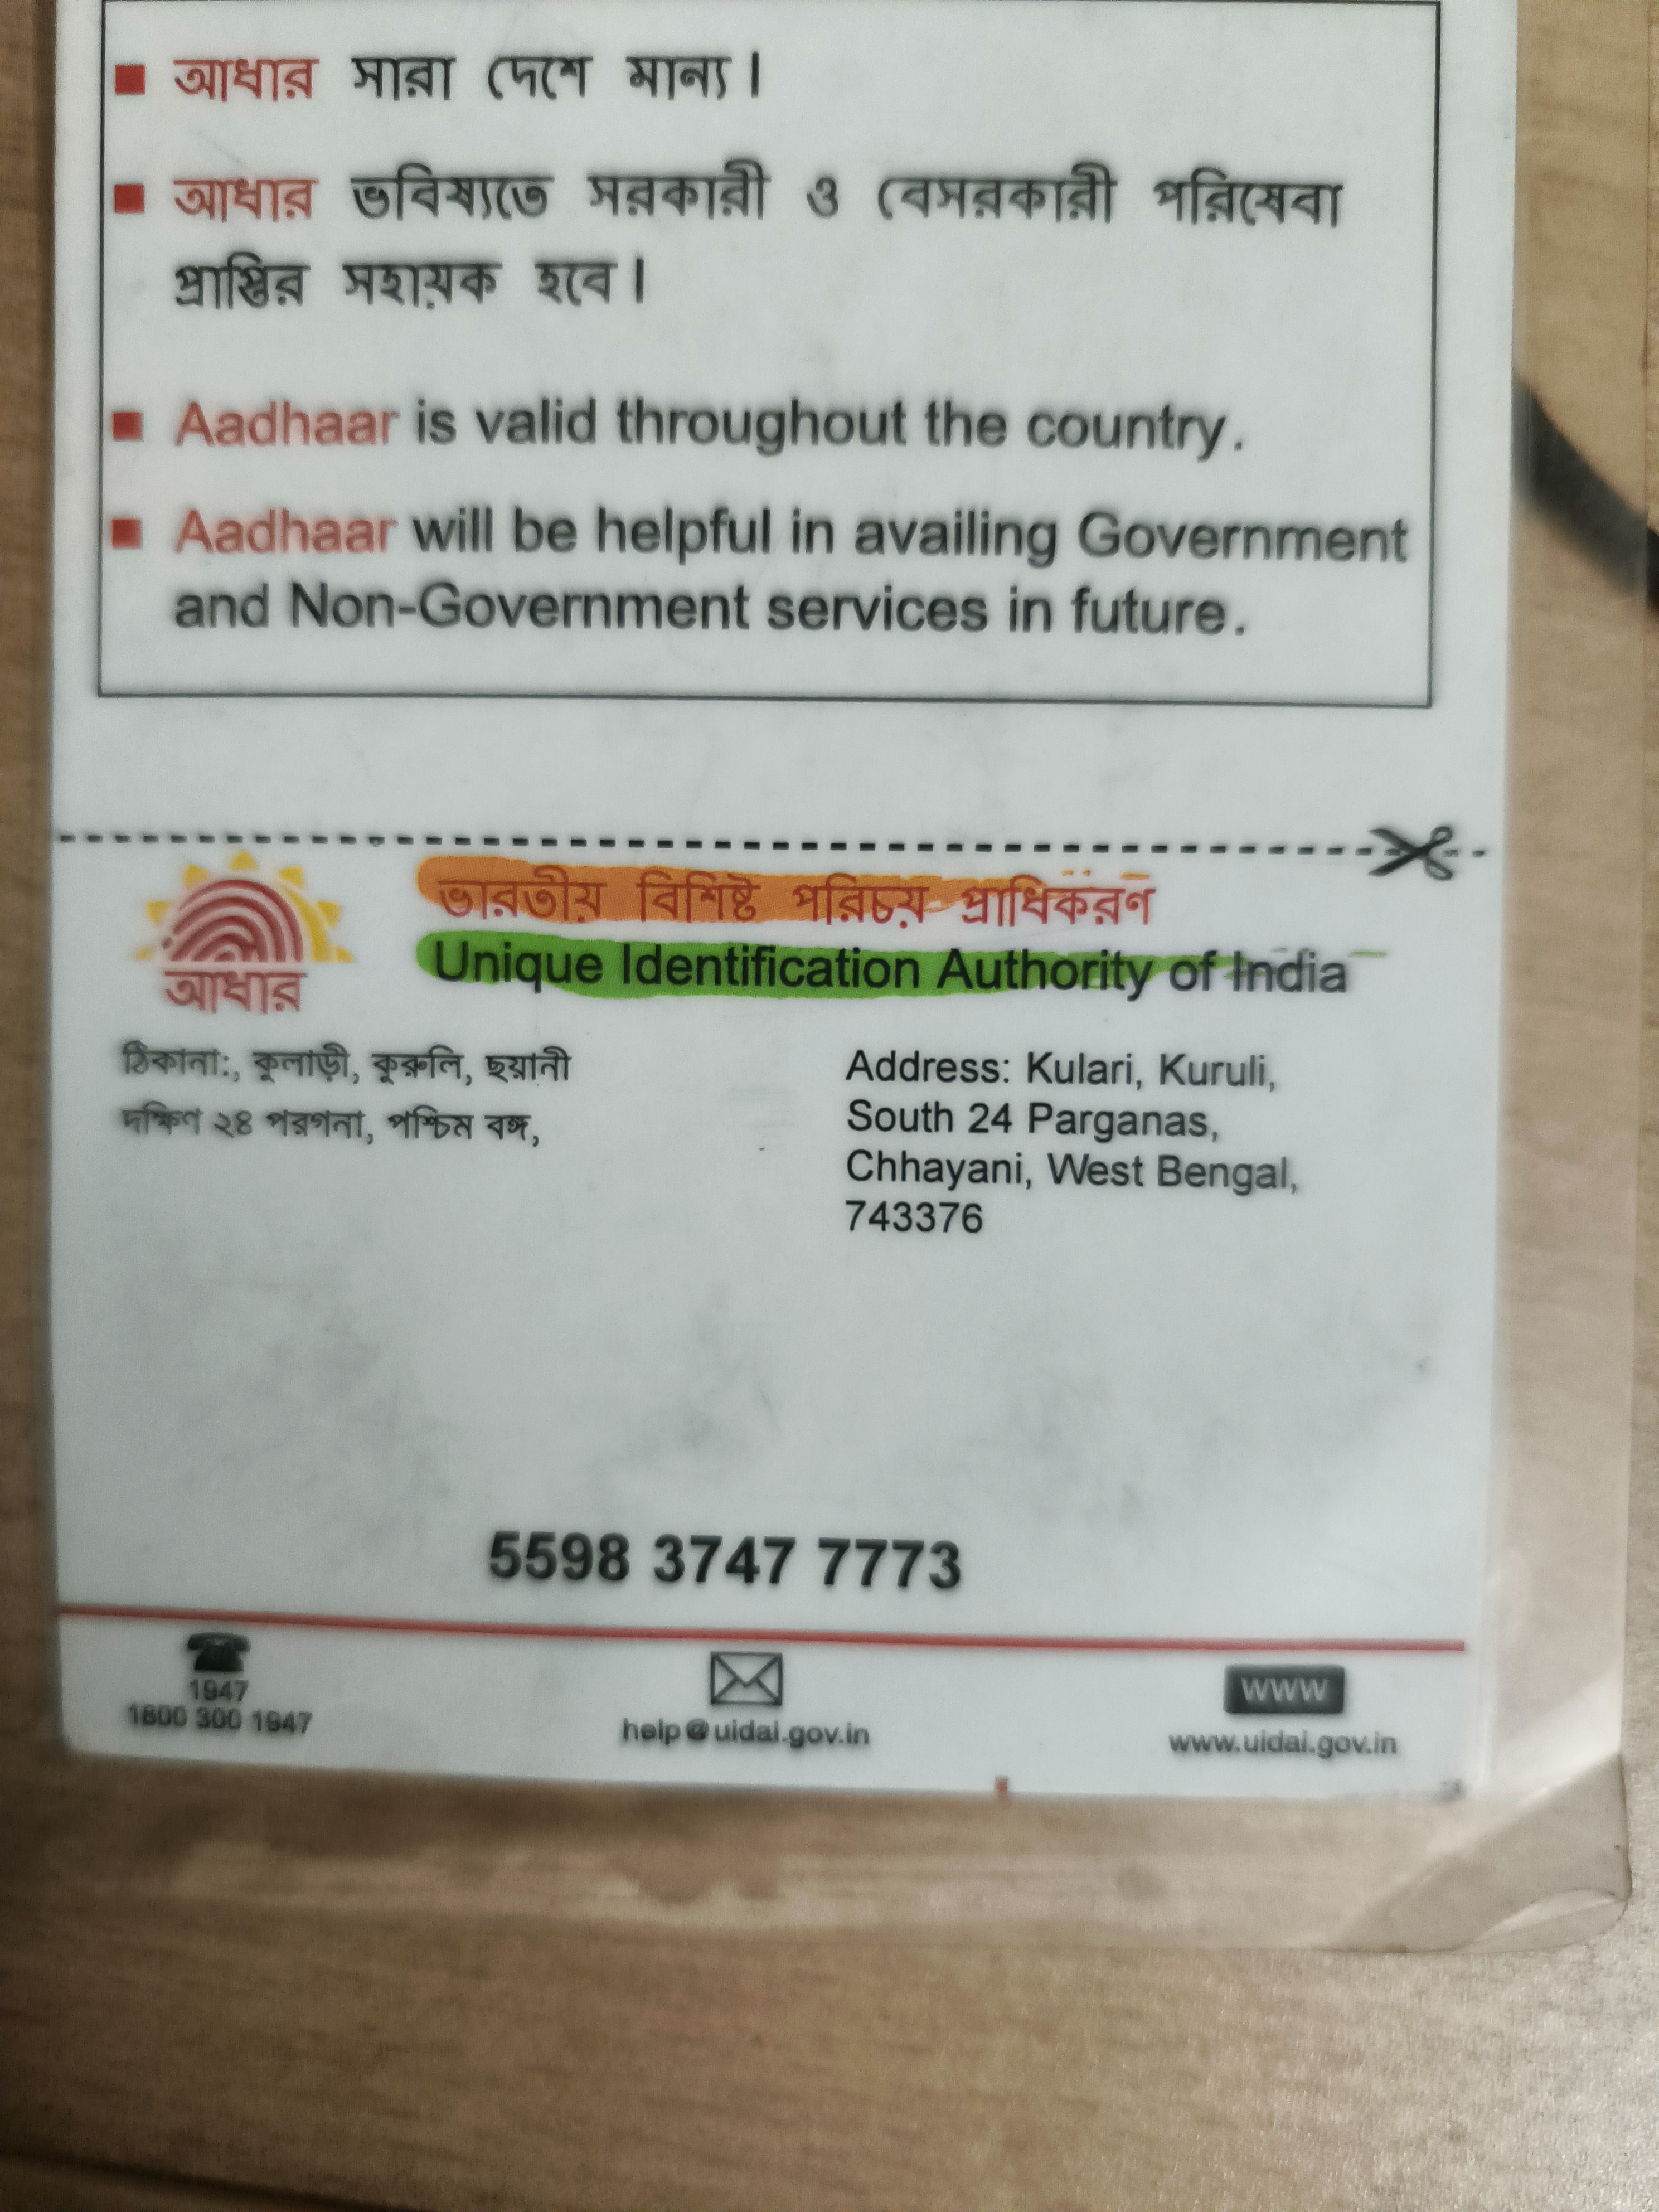 আধার সারা দেশে মান্য।
আধার ভবিষ্যতে সরকারী ও বেসরকারী পরিষেবা
প্রাপ্তির সহায়ক হবে।
Aadhaar is valid throughout the country.
Aadhaar will be helpful in availing Government
and Non-Government services in future.
ভারতীয় বিশিষ্ট পরিচয় প্রাধিকরণ
Unique Identification Authority of India
আধার
ঠিকানা:, কুলাড়ী, কুরুলি, ছয়ানী
দক্ষিণ ২৪ পরগনা, পশ্চিম বঙ্গ,
Address: Kulari, Kuruli,
South 24 Parganas,
Chhayani, West Bengal,
743376
5598 3747 7773
1947
1800 300 1947
help@uidai.gov.in
WWW
www.uidai.gov.in